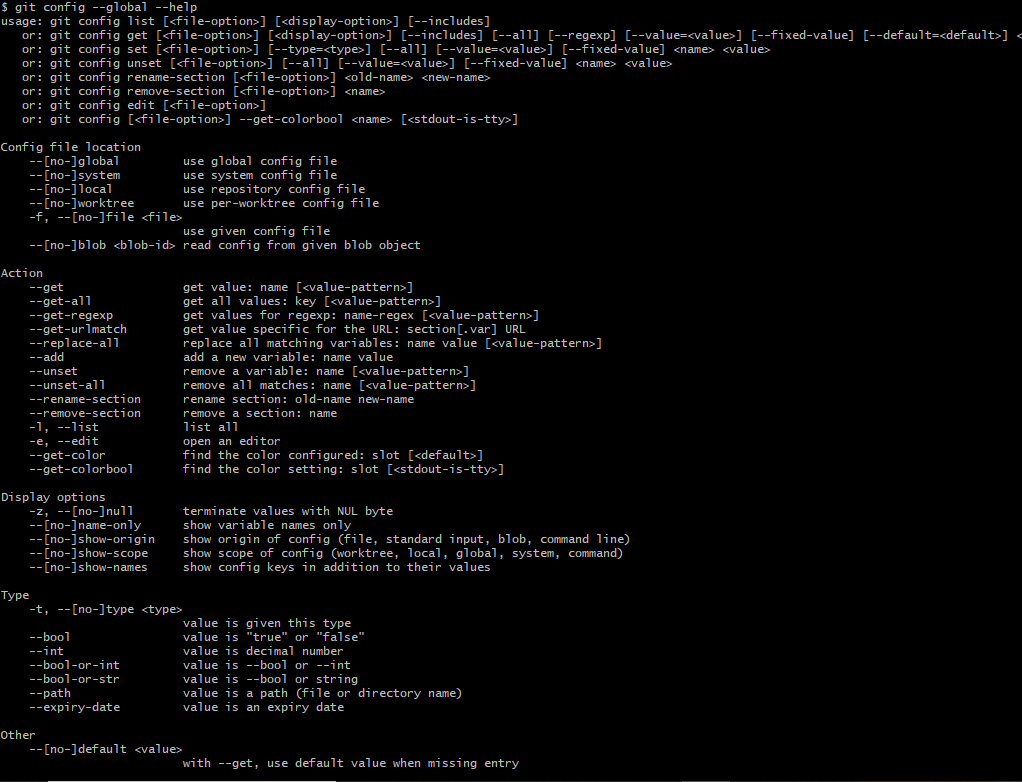 $ git config --global --help
usage: git config list [<file-option>] [<display-option>] [--includes]
   or: git config get [<file-option>] [<display-option>] [--includes] [--all] [--regexp] [--value=<value>] [--fixed-value] [--default=<default>] <
   or: git config set [<file-option>] [--type=<type>] [--all] [--value=<value>] [--fixed-value] <name> <value>
   or: git config unset [<file-option>] [--all] [--value=<value>] [--fixed-value] <name> <value>
   or: git config rename-section [<file-option>] <old-name> <new-name>
   or: git config remove-section [<file-option>] <name>
   or: git config edit [<file-option>]
   or: git config [<file-option>] --get-colorbool <name> [<stdout-is-tty>]

Config file location
    --[no-]global         use global config file
    --[no-]system         use system config file
    --[no-]local          use repository config file
    --[no-]worktree       use per-worktree config file
    -f, --[no-]file <file>
                          use given config file
    --[no-]blob <blob-id> read config from given blob object

Action
    --get                 get value: name [<value-pattern>]
    --get-all             get all values: key [<value-pattern>]
    --get-regexp          get values for regexp: name-regex [<value-pattern>]
    --get-urlmatch        get value specific for the URL: section[.var] URL
    --replace-all         replace all matching variables: name value [<value-pattern>]
    --add                 add a new variable: name value
    --unset               remove a variable: name [<value-pattern>]
    --unset-all           remove all matches: name [<value-pattern>]
    --rename-section      rename section: old-name new-name
    --remove-section      remove a section: name
    -l, --list            list all
    -e, --edit            open an editor
    --get-color           find the color configured: slot [<default>]
    --get-colorbool       find the color setting: slot [<stdout-is-tty>]

Display options
    -z, --[no-]null       terminate values with NUL byte
    --[no-]name-only      show variable names only
    --[no-]show-origin    show origin of config (file, standard input, blob, command line)
    --[no-]show-scope     show scope of config (worktree, local, global, system, command)
    --[no-]show-names     show config keys in addition to their values

Type
    -t, --[no-]type <type>
                          value is given this type
    --bool                value is "true" or "false"
    --int                 value is decimal number
    --bool-or-int         value is --bool or --int
    --bool-or-str         value is --bool or string
    --path                value is a path (file or directory name)
    --expiry-date         value is an expiry date

Other
    --[no-]default <value>
                          with --get, use default value when missing entry